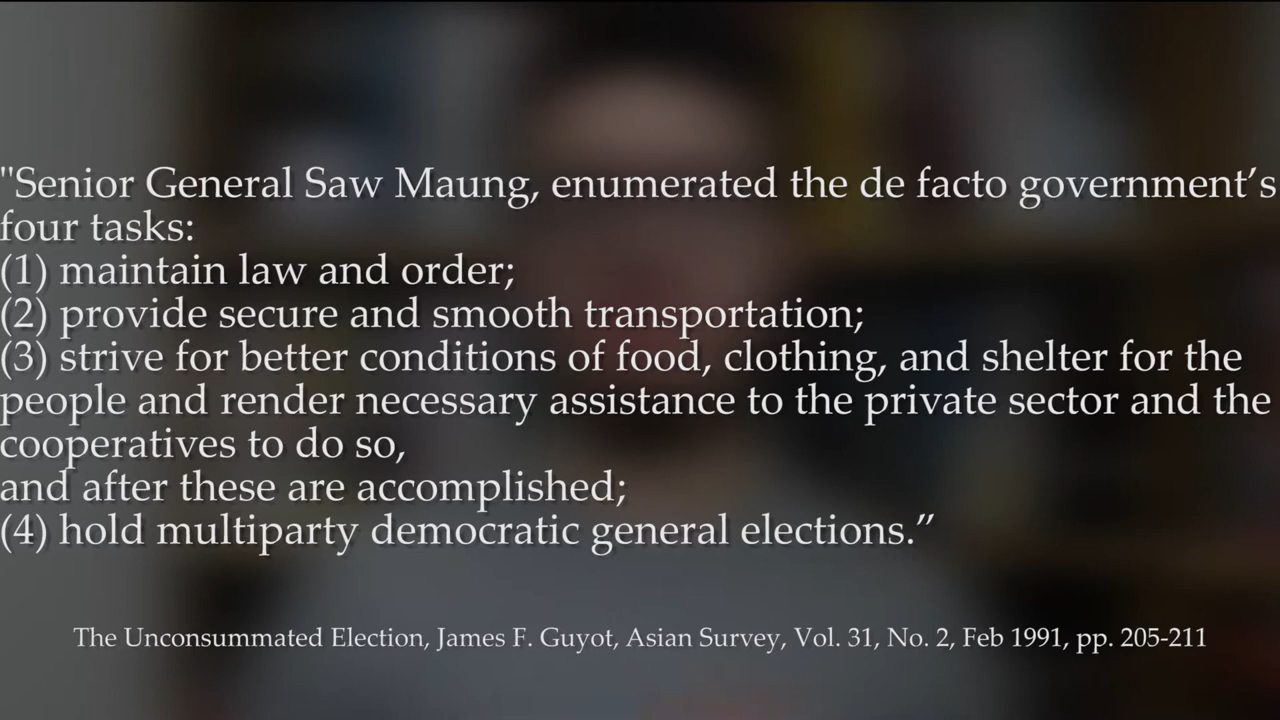 "Senior General Saw Maung, enumerated the de facto government’s
four tasks:
(1) maintain law and order;
(2) provide secure and smooth transportation;
(3) strive for better conditions of food, clothing, and shelter for the
people and render necessary assistance to the private sector and the
cooperatives to do so,
and after these are accomplished;
(4) hold multiparty democratic general elections.”
The Unconsummated Election, James F. Guyot, Asian Survey, Vol. 31, No. 2, Feb 1991, pp. 205-211